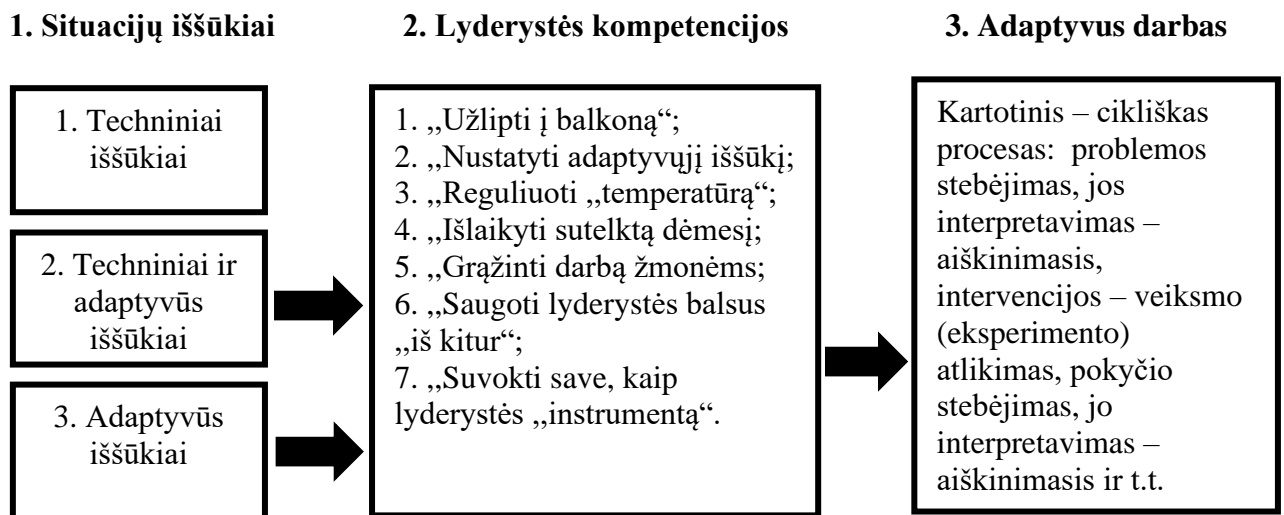 1. Situacijų iššūkiai
2. Lyderystės kompetencijos
3. Adaptyvus darbas
1. Techniniai
iššūkiai
2. Techniniai ir
adaptyvūs
iššūkiai
3. Adaptyvūs
iššūkiai
1. ,,Užlipti į balkoną“;
2. ,,Nustatyti adaptyvųjį iššūkį;
3. ,,Reguliuoti ,,temperatūrą“;
4. ,,Išlaikyti sutelktą dėmesį;
5. ,,Grąžinti darbą žmonėms;
6. ,,Saugoti lyderystės balsus
,,iš kitur“;
7. ,,Suvokti save, kaip
lyderystės ,,instrumentą“.
Kartotinis – cikliškas
procesas: problemos
stebėjimas, jos
interpretavimas –
aiškinimasis,
intervencijos – veiksmo
(eksperimento)
atlikimas, pokyčio
stebėjimas, jo
interpretavimas –
aiškinimasis ir t.t.